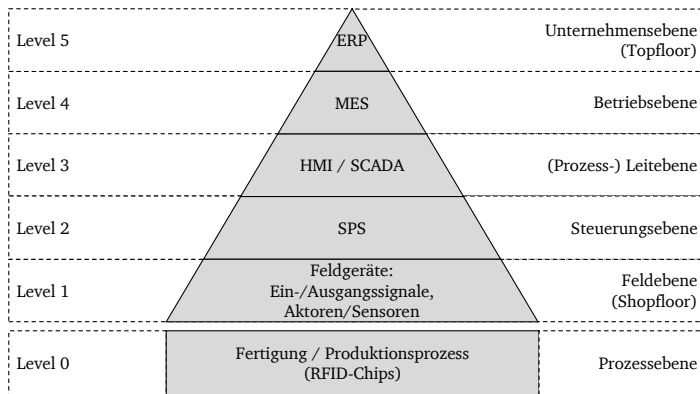 Level 5
ERP
Unternehmensebene
(Topfloor)
Level 4
MES
Betriebsebene
Level 3
HMI / SCADA
(Prozess-) Leitebene
Level 2
SPS
Steuerungsebene
Level 1
Feldgeräte:
Ein-/Ausgangssignale,
Aktoren/Sensoren
Feldebene
(Shopfloor)
Level 0
Fertigung / Produktionsprozess
(RFID-Chips)
Prozessebene